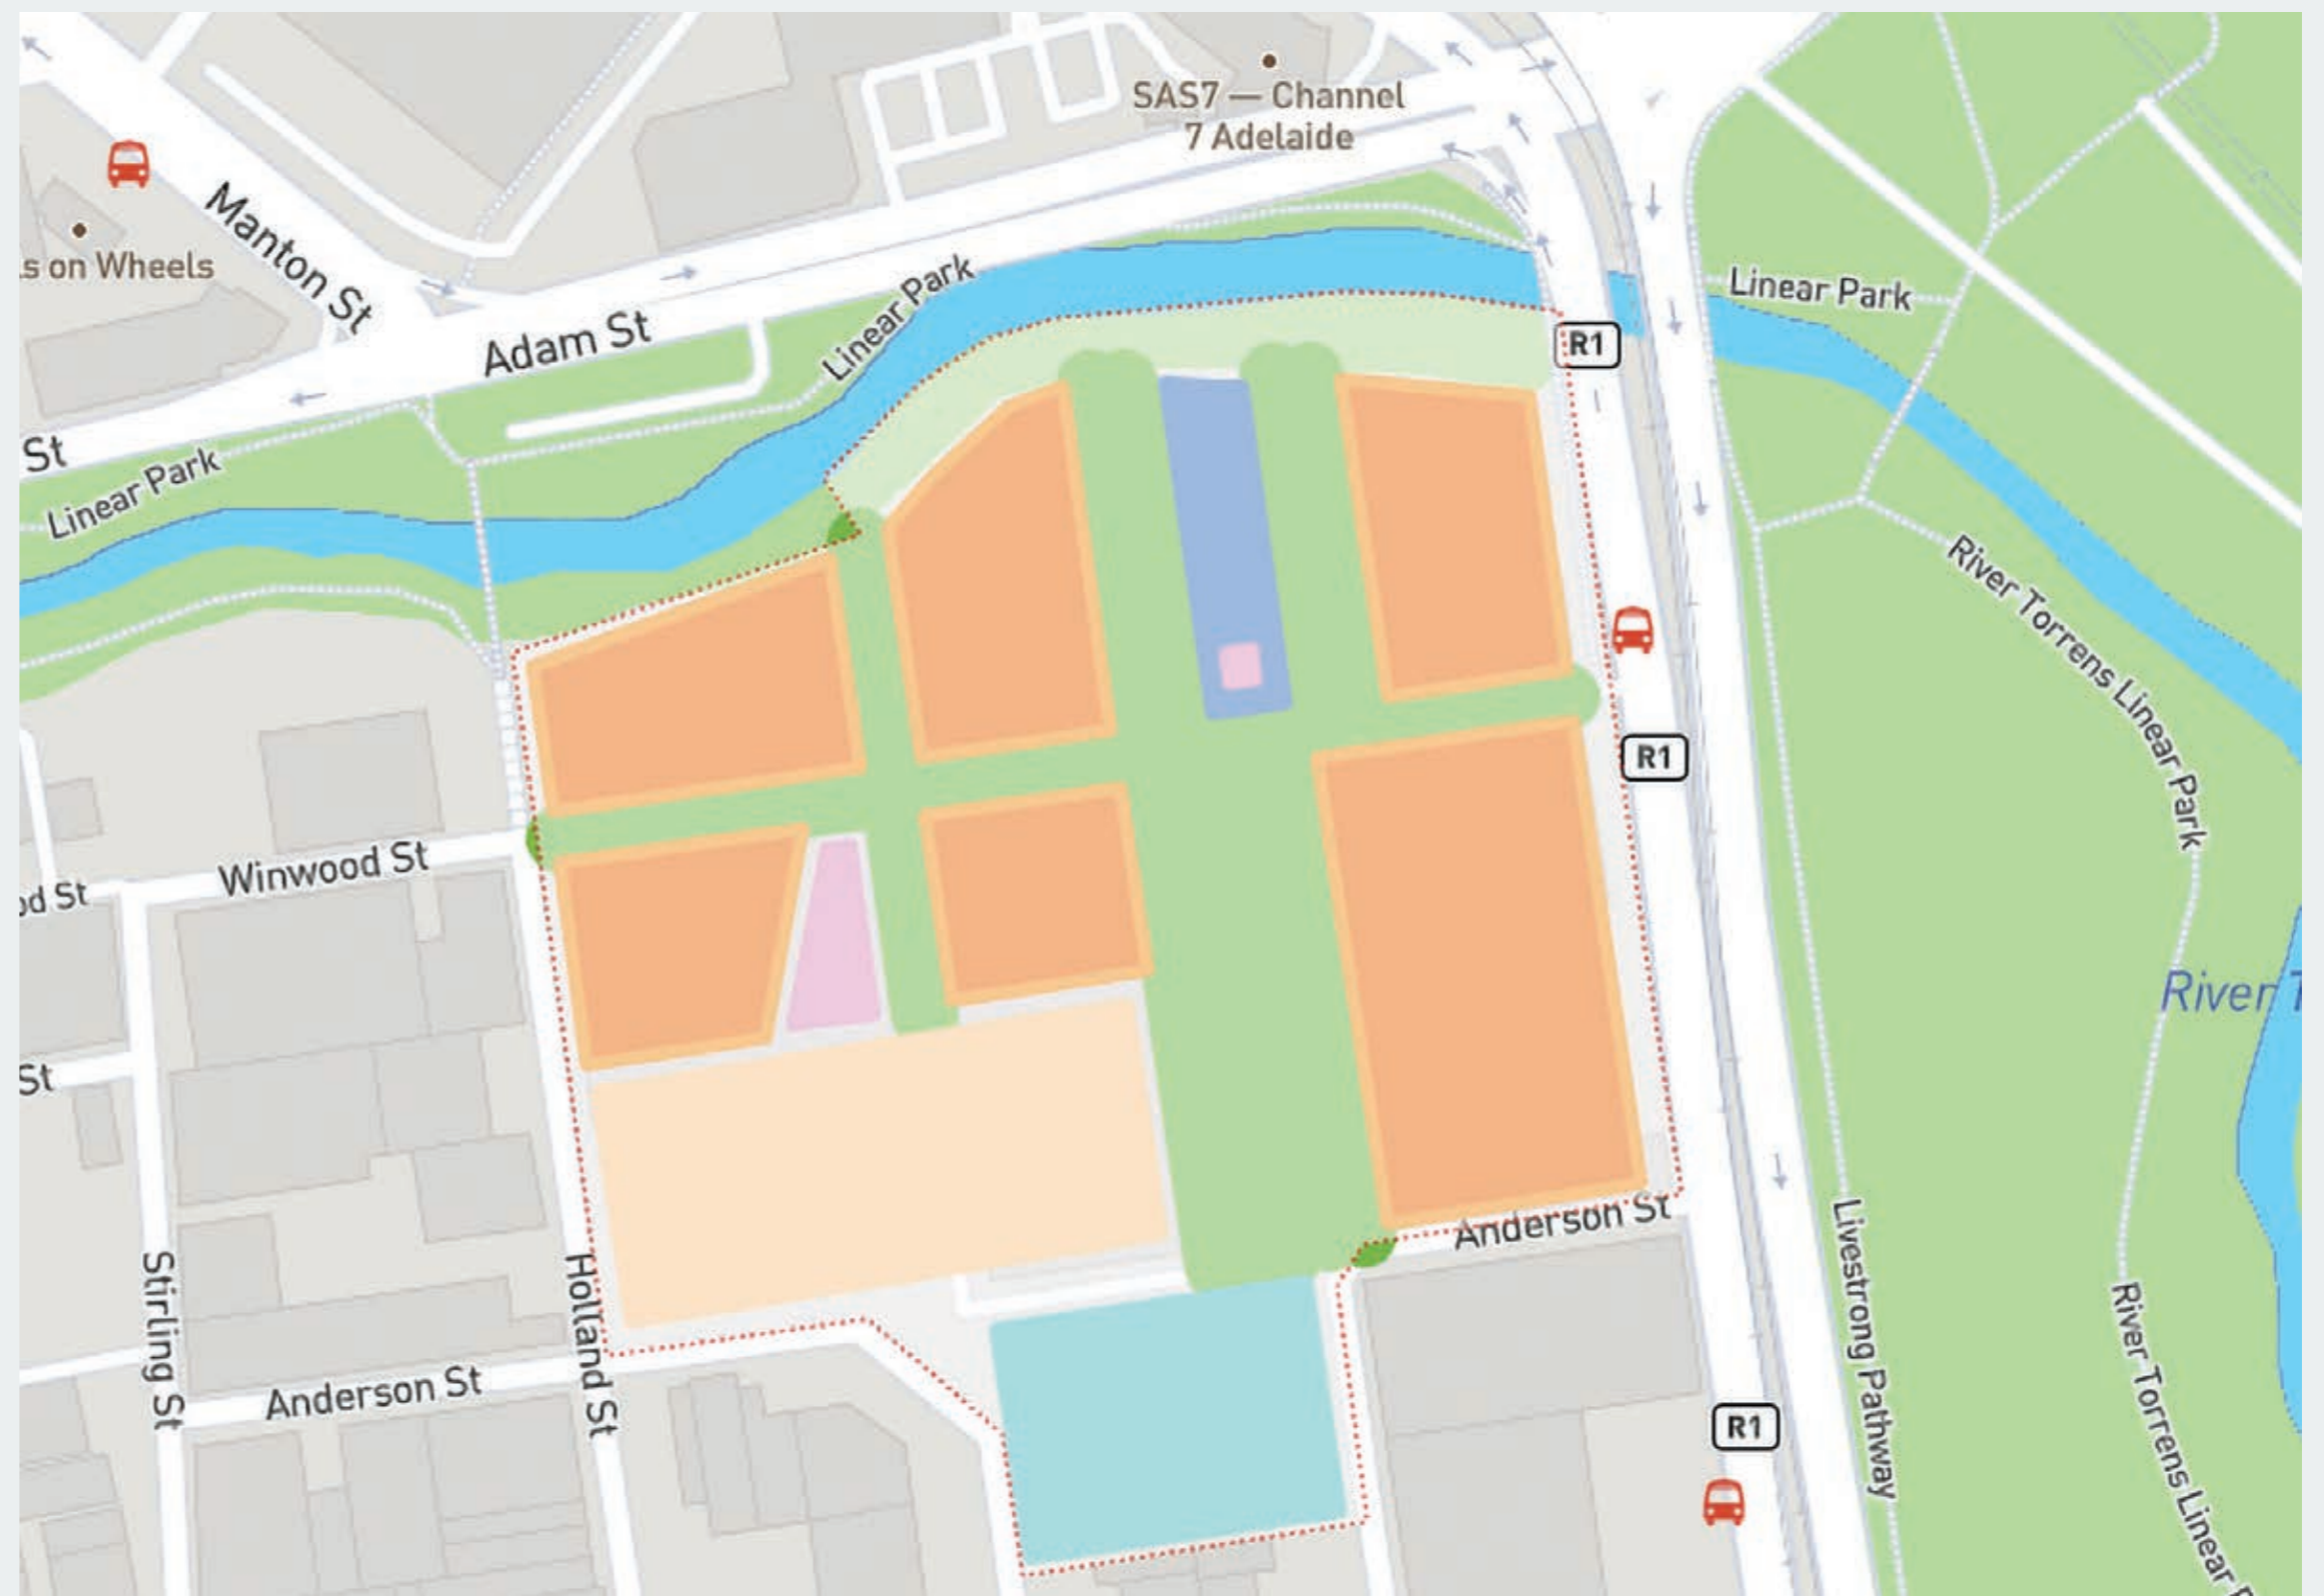 SAS7 — Channel
7 Adelaide
Manton St
s on Wheels
Linear Park
Linear Park
Adam St
R1
St
Linear Park
River Torrens Linear Park
R1
Winwood St
od St
River T
St
Anderson St
Livestrong Pathway
Stirling St
Holland St
River Torrens Linear P
Anderson St
R1